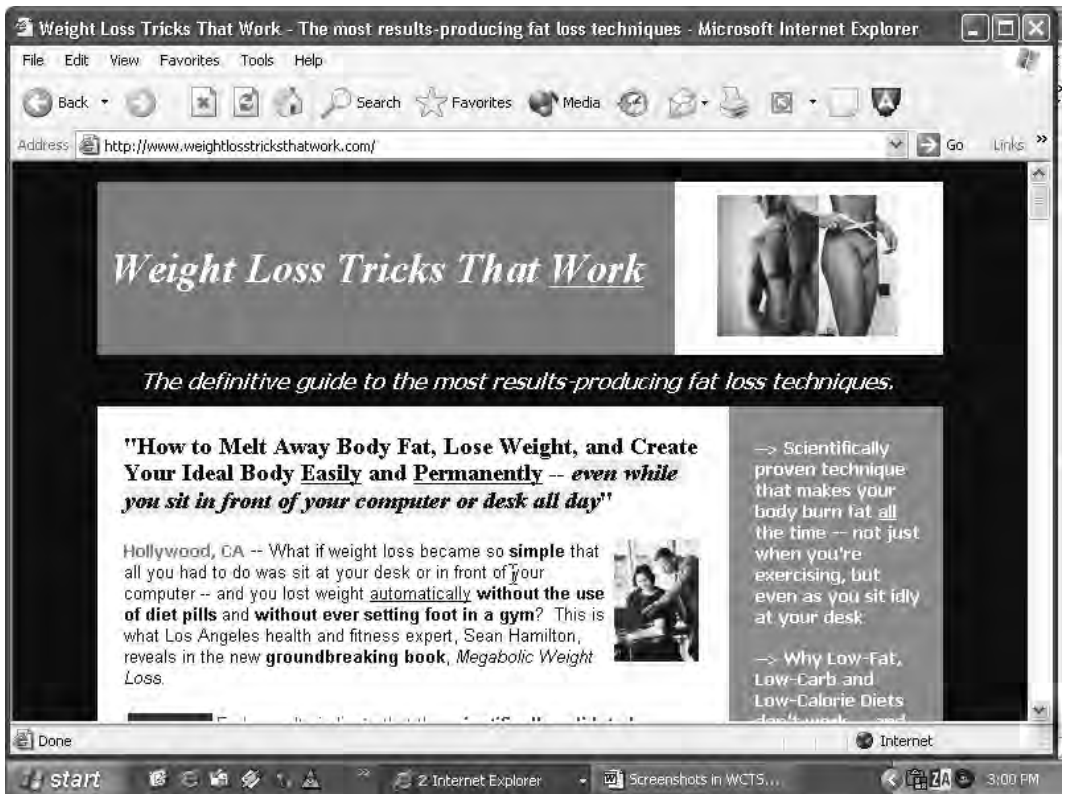 Weight Loss Tricks That Work - The most results-producing fat loss techniques - Microsoft Internet Explorer
File Edit View Favorites Tools Help
Back Search Favorites Media
Address http://www.weightlosstricksthatwork.com/ Go Links »
Weight Loss Tricks That Work
The definitive guide to the most results-producing fat loss techniques.
"How to Melt Away Body Fat, Lose Weight, and Create
Your Ideal Body Easily and Permanently -- even while
you sit in front of your computer or desk all day"
Hollywood, CA -- What if weight loss became so simple that
all you had to do was sit at your desk or in front of your
computer -- and you lost weight automatically without the use
of diet pills and without ever setting foot in a gym? This is
what Los Angeles health and fitness expert, Sean Hamilton,
reveals in the new groundbreaking book, Megabolic Weight
Loss.
--> Scientifically
proven technique
that makes your
body burn fat all
the time -- not just
when you're
exercising, but
even as you sit idly
at your desk
--> Why Low-Fat,
Low-Carb and
Low-Calorie Diets
don't work
Done Internet
start 2 Internet Explorer Screenshots in WCTS... ZA 3:00 PM